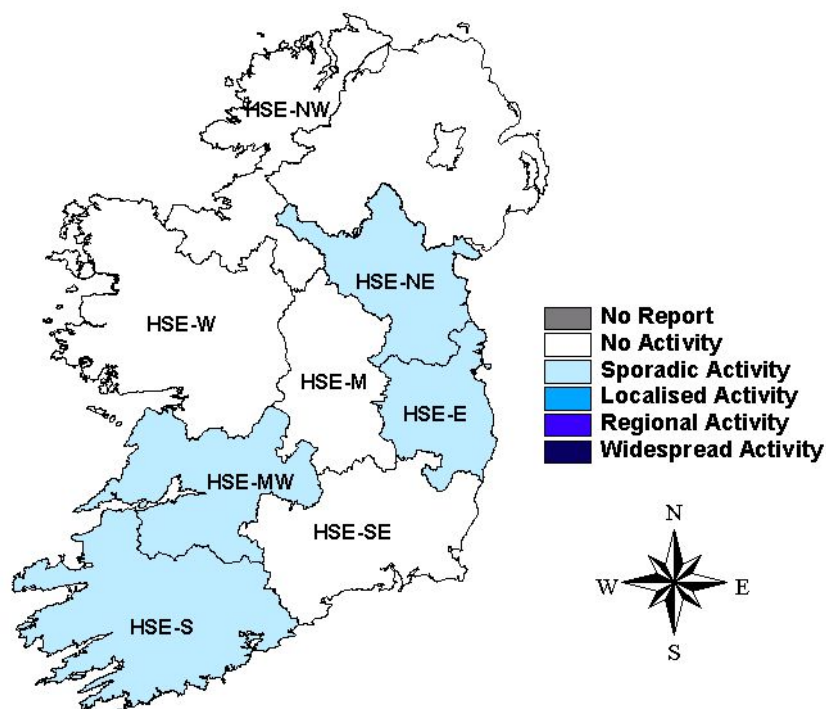 HSE-NW
HSE-NE
HSE-W
HSE-M
HSE-E
HSE-MW
HSE-SE
HSE-S
No Report
No Activity
Sporadic Activity
Localised Activity
Regional Activity
Widespread Activity
N
W E
S